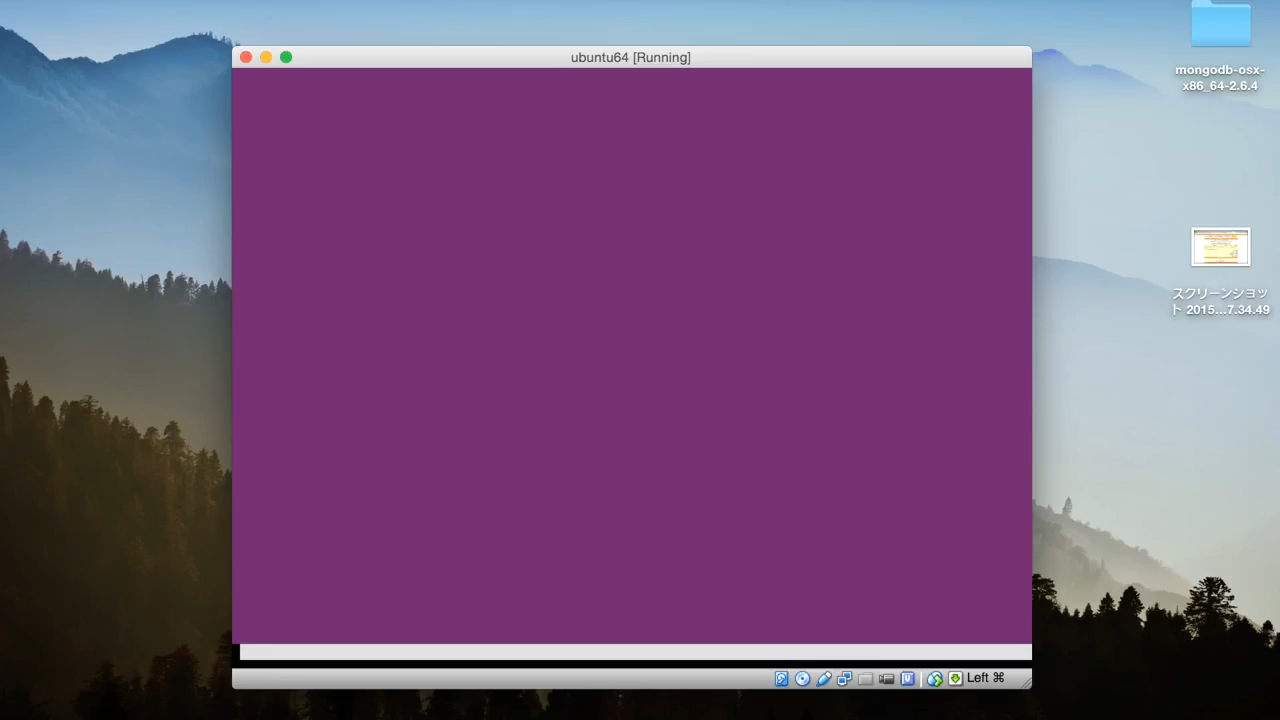 ubuntu64 [Running]
mongodb-osx-
x86_64-2.6.4
スクリーンショッ
ト 2015...7.34.49
Left ⌘